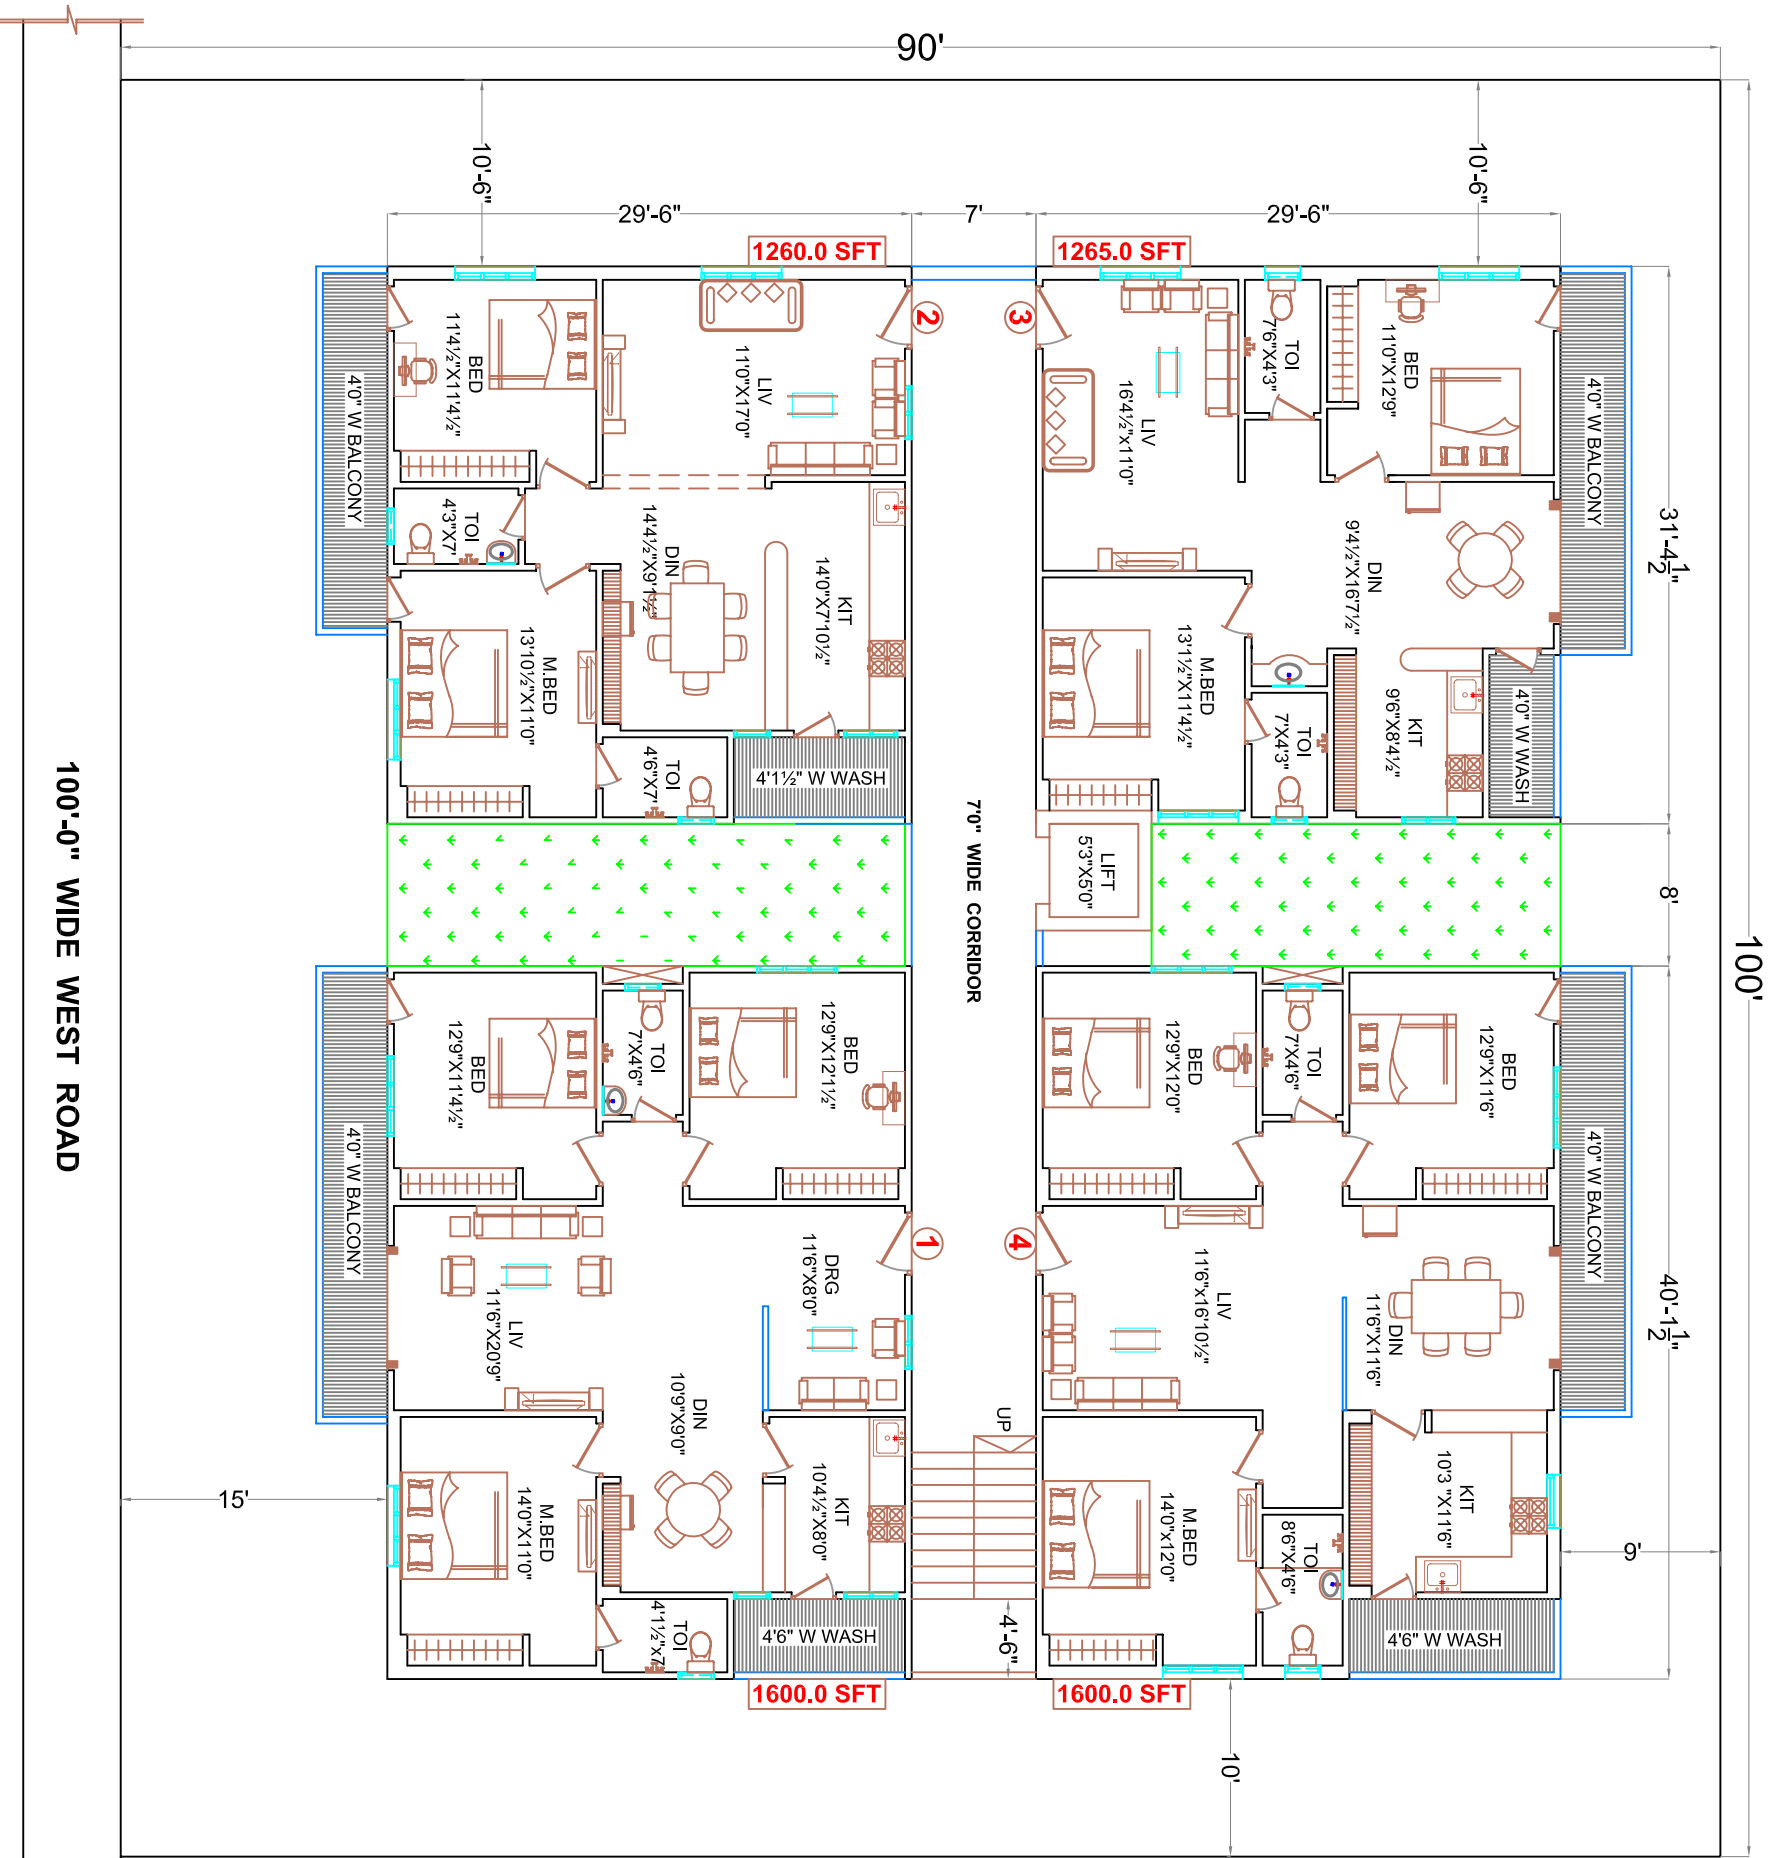 90'
10'-6"
10'-6"
29'-6"
7'
29'-6"
1260.0 SFT
1265.0 SFT
2
3
BED
11'4½"X11'4½"
LIV
11'0"X17'0"
4'0" W BALCONY
TOI
4'3"X7'
DIN
14'4½"X9'1½"
KIT
14'0"X7'10½"
M.BED
13'10½"X11'0"
TOI
4'6"X7'
4'1½" W WASH
LIV
16'4½"x11'0"
TOI
7'6"X4'3"
BED
11'0"X12'9"
4'0" W BALCONY
DIN
9'4½"X16'7½"
M.BED
13'1½"X11'4½"
TOI
7'X4'3"
KIT
9'6"X8'4½"
4'0" W WASH
31'-4½"
8'
100'
40'-1½"
LIFT
5'3"X5'0"
7'0" WIDE CORRIDOR
100'-0" WIDE WEST ROAD
BED
12'9"X11'4½"
TOI
7'X4'6"
BED
12'9"X12'1½"
4'0" W BALCONY
1
DRG
11'6"X8'0"
LIV
11'6"X20'9"
DIN
10'9"X9'0"
KIT
10'4½"X8'0"
M.BED
14'0"X11'0"
TOI
4'1½"x7'
4'6" W WASH
1600.0 SFT
BED
12'9"X12'0"
TOI
7'X4'6"
BED
12'9"X11'6"
4'0" W BALCONY
4
LIV
11'6"x16'10½"
DIN
11'6"X11'6"
KIT
10'3"X11'6"
M.BED
14'0"x12'0"
TOI
8'6"X4'6"
4'6" W WASH
1600.0 SFT
UP
4'-6"
15'
9'
10'